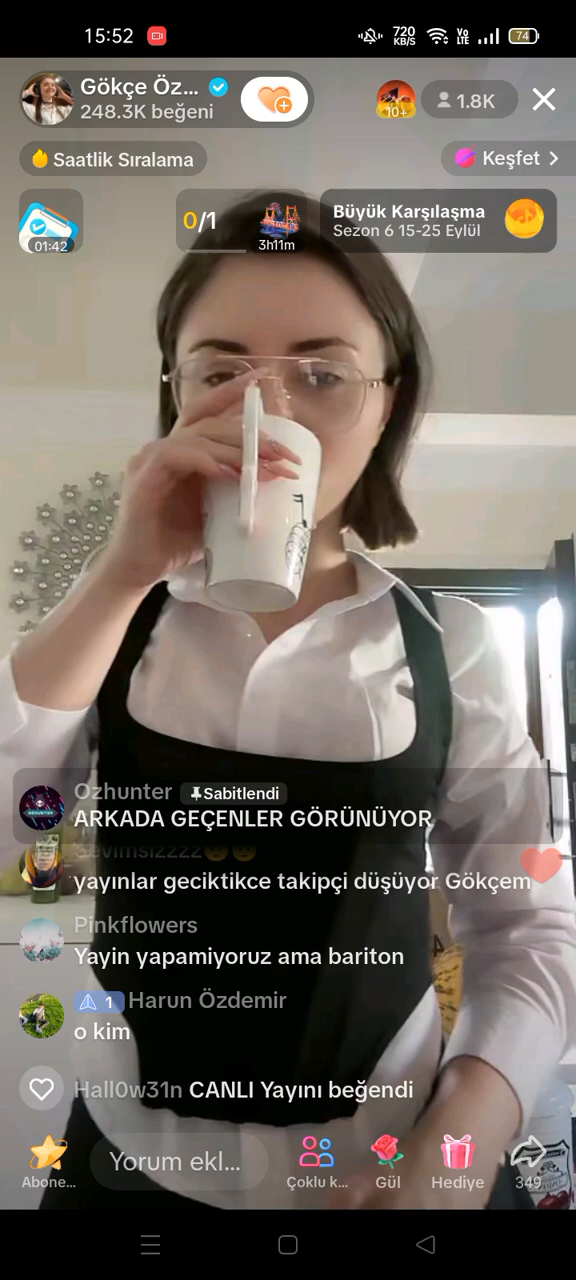 15:52
720
KB/S
Vo
LTE
74
Gökçe Öz...
248.3K beğeni
10+
1.8K
Saatlik Sıralama
Keşfet
01:42
0/1
3h11m
Büyük Karşılaşma
Sezon 6 15-25 Eylül
Ozhunter Sabitlendi
ARKADA GEÇENLER GÖRÜNÜYOR
Sevimsizzzz
yayınlar geciktikce takipçi düşüyor Gökçem
Pinkflowers
Yayin yapamiyoruz ama bariton
1 Harun Özdemir
o kim
Hall0w31n CANLI Yayını beğendi
Yorum ekl...
Abone...
Çoklu k...
Gül
Hediye
349